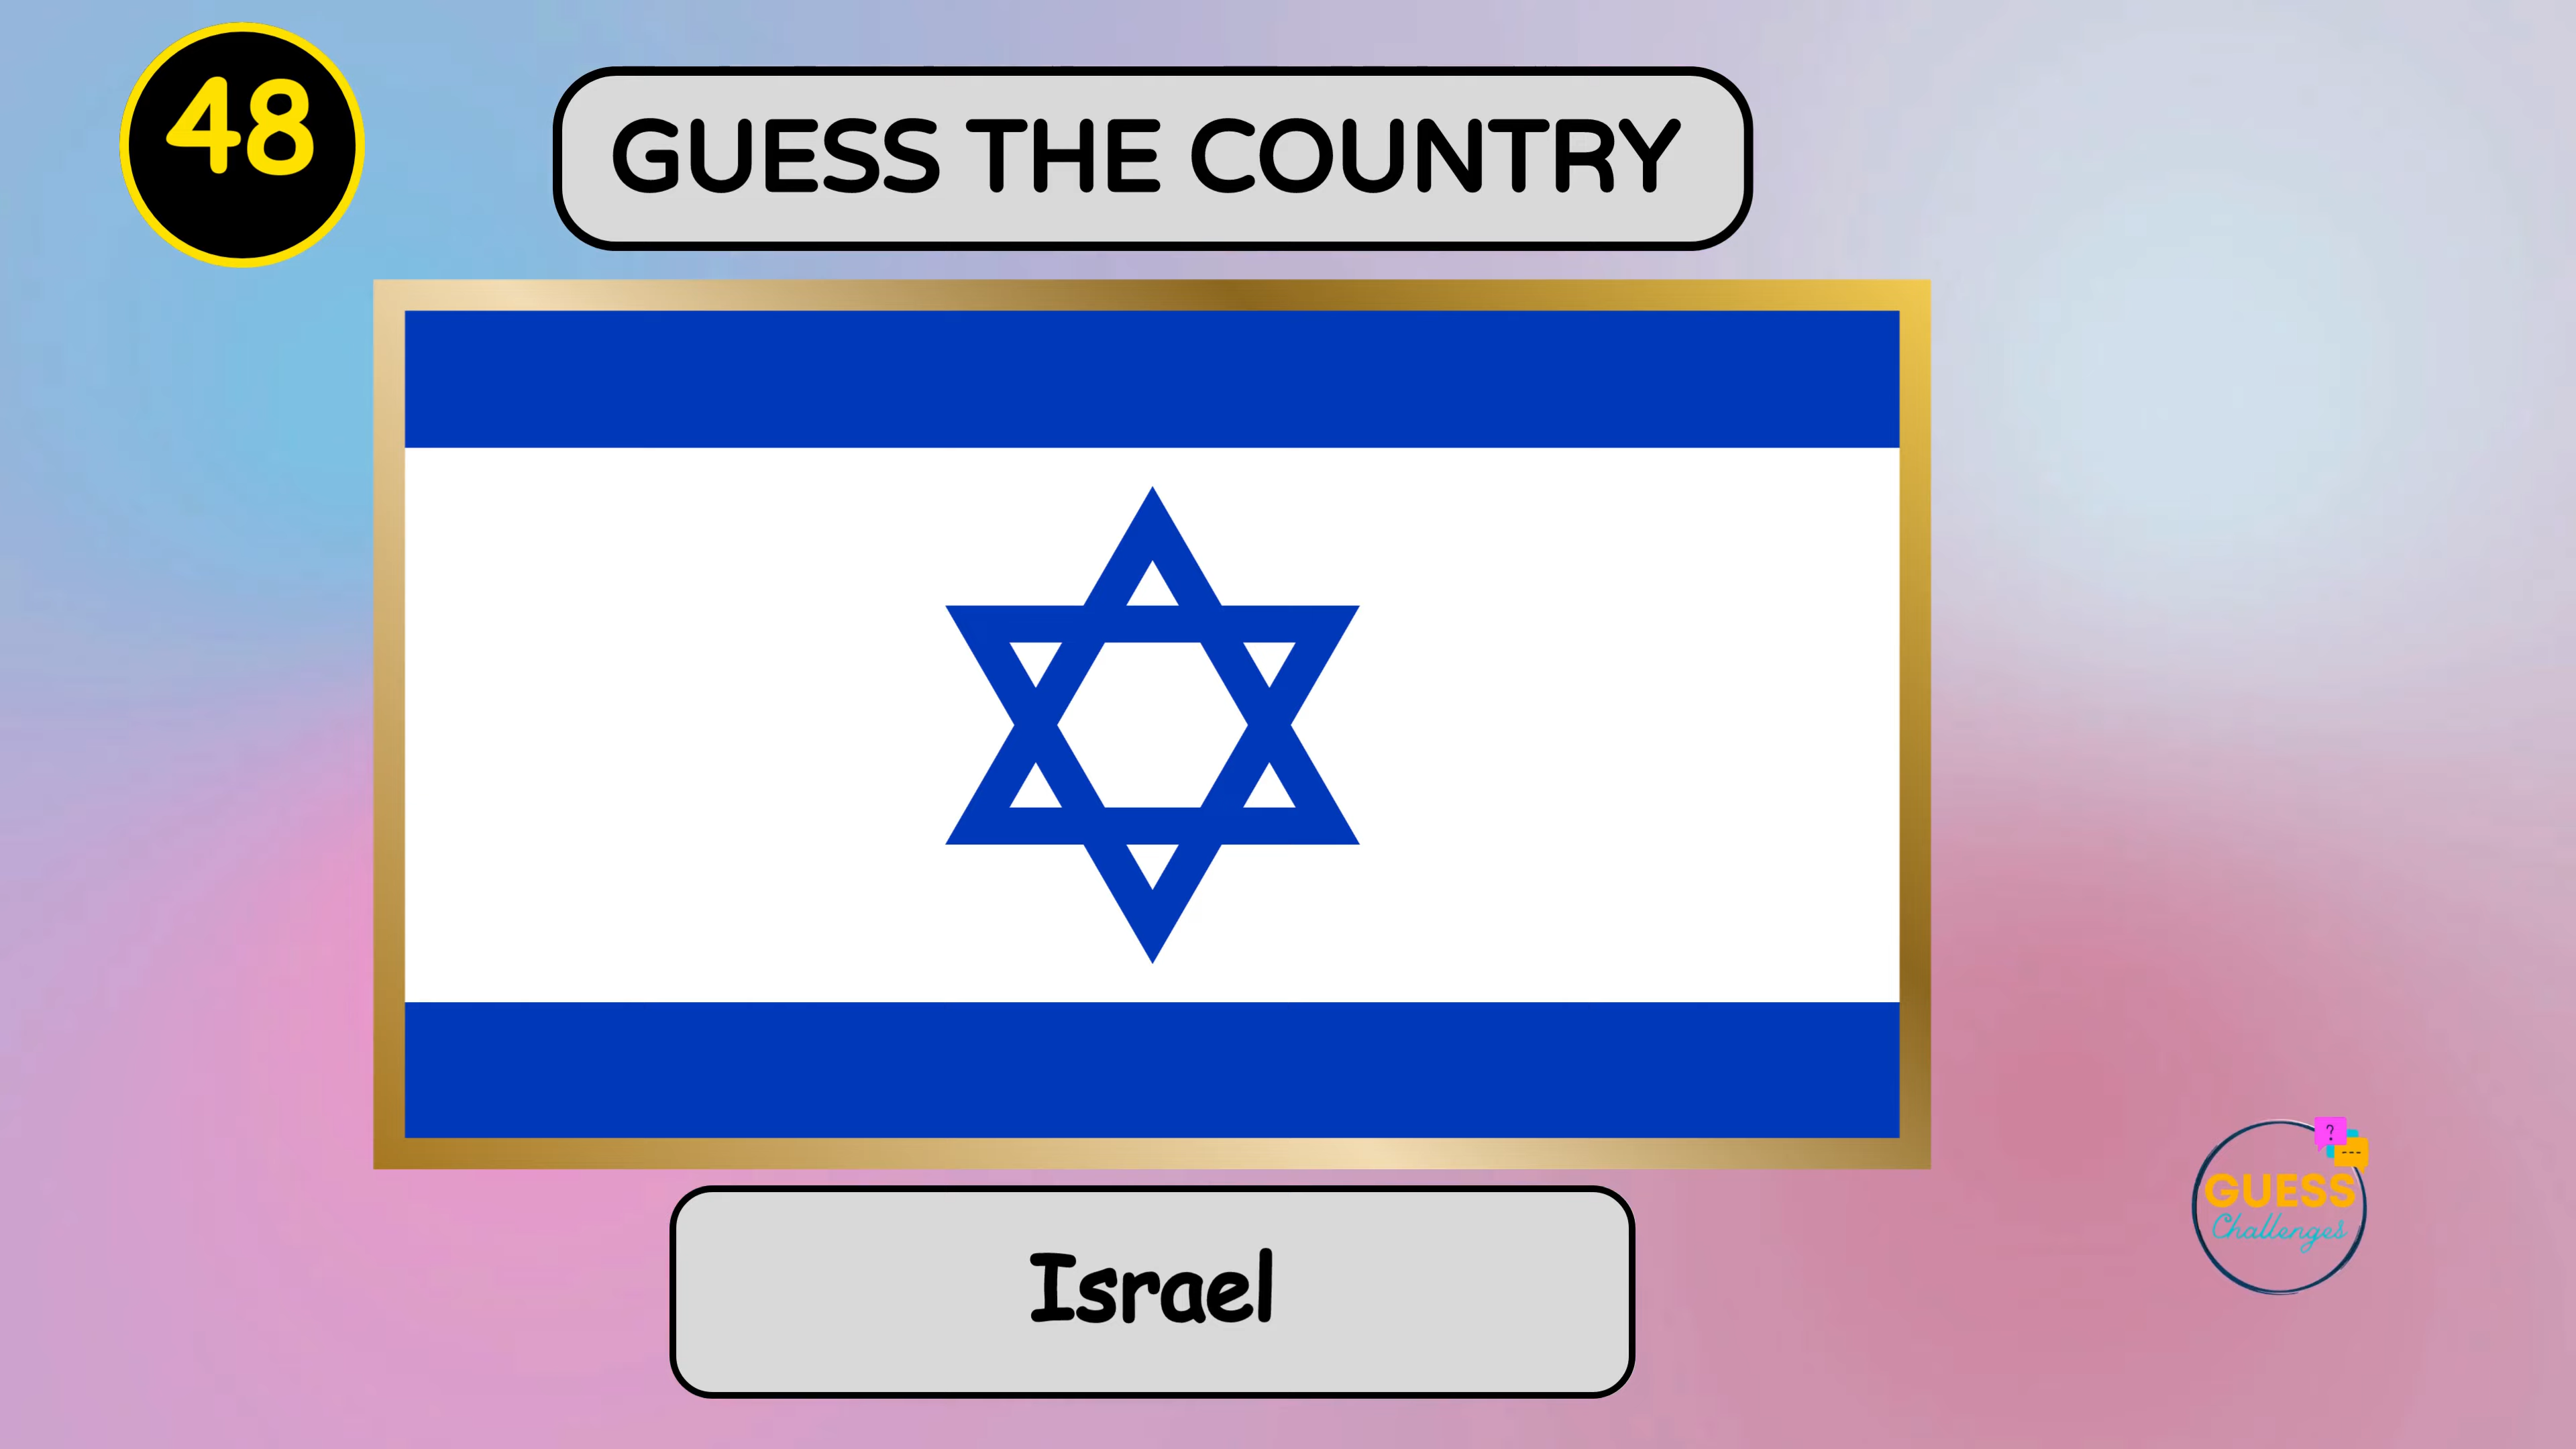 48
GUESS THE COUNTRY
?
---
GUESS
Challenges
Israel